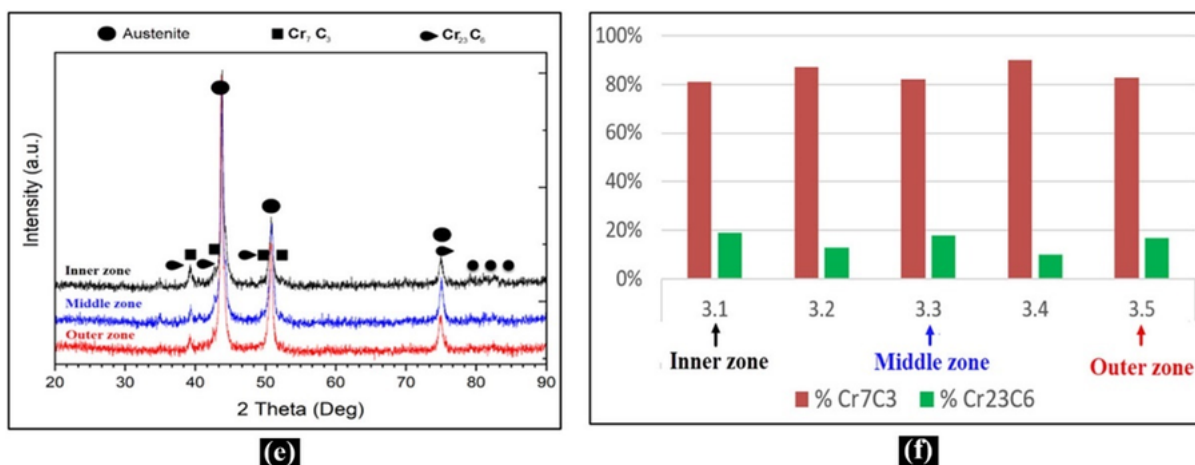 Austenite
Cr7 C3
Cr23 C6
Intensity (a.u.)
Inner zone
Middle zone
Outer zone
20 30 40 50 60 70 80 90
2 Theta (Deg)
(e)
100%
80%
60%
40%
20%
0%
3.1 3.2 3.3 3.4 3.5
Inner zone Middle zone Outer zone
% Cr7C3 % Cr23C6
(f)